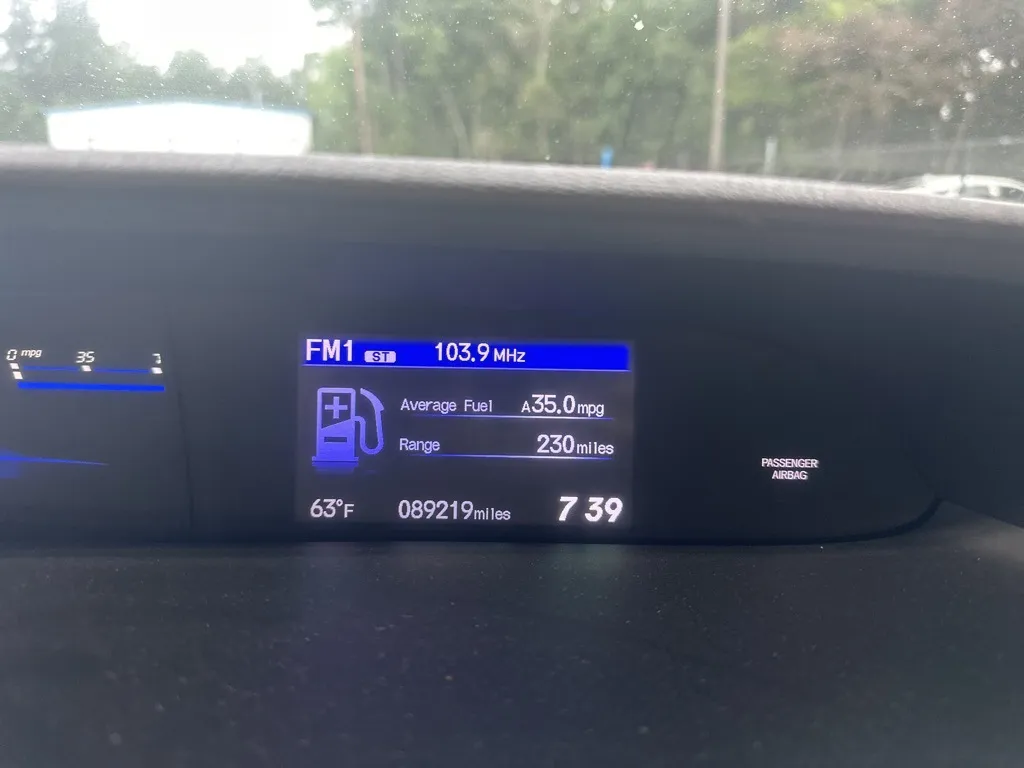 FM1 ST 103.9 MHz
0 mpg 35
Average Fuel A35.0mpg
Range 230miles
PASSENGER
AIRBAG
63°F 089219miles 7 39